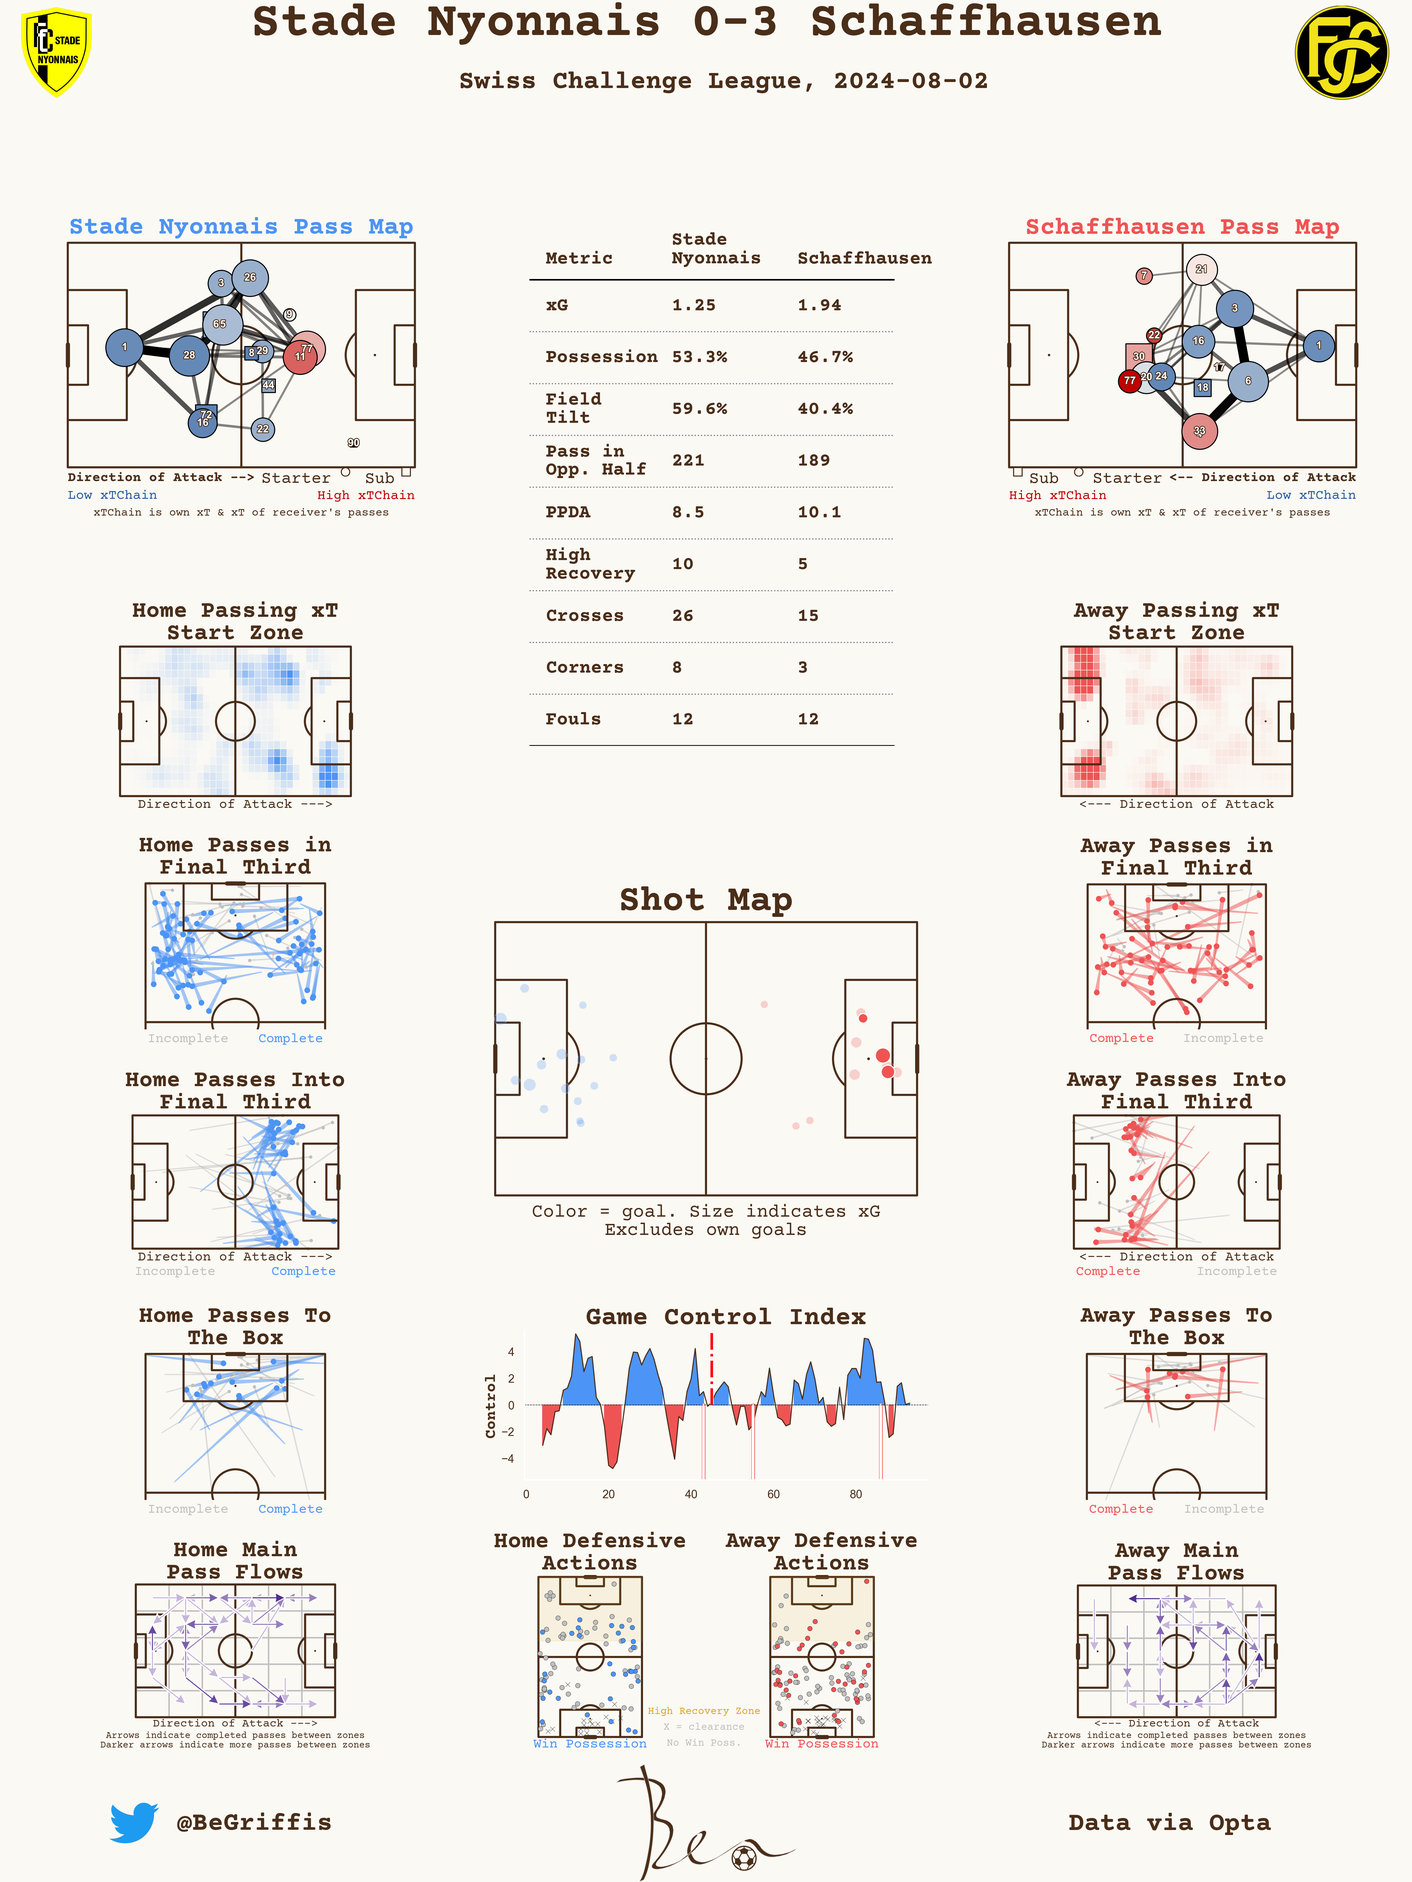 Stade Nyonnais 0-3 Schaffhausen
Swiss Challenge League, 2024-08-02
FC STADE
NYONNAIS
FCS
Stade Nyonnais Pass Map
3
26
9
65
1
28
8
29
77
11
44
72
16
22
90
Direction of Attack --> Starter Sub
Low xTChain High xTChain
xTChain is own xT & xT of receiver's passes
Metric Stade Nyonnais Schaffhausen
xG 1.25 1.94
Possession 53.3% 46.7%
Field Tilt 59.6% 40.4%
Pass in Opp. Half 221 189
PPDA 8.5 10.1
High Recovery 10 5
Crosses 26 15
Corners 8 3
Fouls 12 12
Schaffhausen Pass Map
7
21
3
22
16
1
30
17
77
20
24
6
18
33
Sub Starter <-- Direction of Attack
High xTChain Low xTChain
xTChain is own xT & xT of receiver's passes
Home Passing xT
Start Zone
Direction of Attack --->
Away Passing xT
Start Zone
<--- Direction of Attack
Home Passes in
Final Third
Incomplete Complete
Away Passes in
Final Third
Complete Incomplete
Shot Map
Color = goal. Size indicates xG
Excludes own goals
Home Passes Into
Final Third
Direction of Attack --->
Incomplete Complete
Away Passes Into
Final Third
<--- Direction of Attack
Complete Incomplete
Home Passes To
The Box
Incomplete Complete
Game Control Index
Control
4
2
0
−2
−4
0 20 40 60 80
Away Passes To
The Box
Complete Incomplete
Home Main
Pass Flows
Direction of Attack --->
Arrows indicate completed passes between zones
Darker arrows indicate more passes between zones
Home Defensive
Actions
Win Possession
High Recovery Zone
X = clearance
No Win Poss.
Away Defensive
Actions
Win Possession
Away Main
Pass Flows
<--- Direction of Attack
Arrows indicate completed passes between zones
Darker arrows indicate more passes between zones
@BeGriffis
Ben
Data via Opta